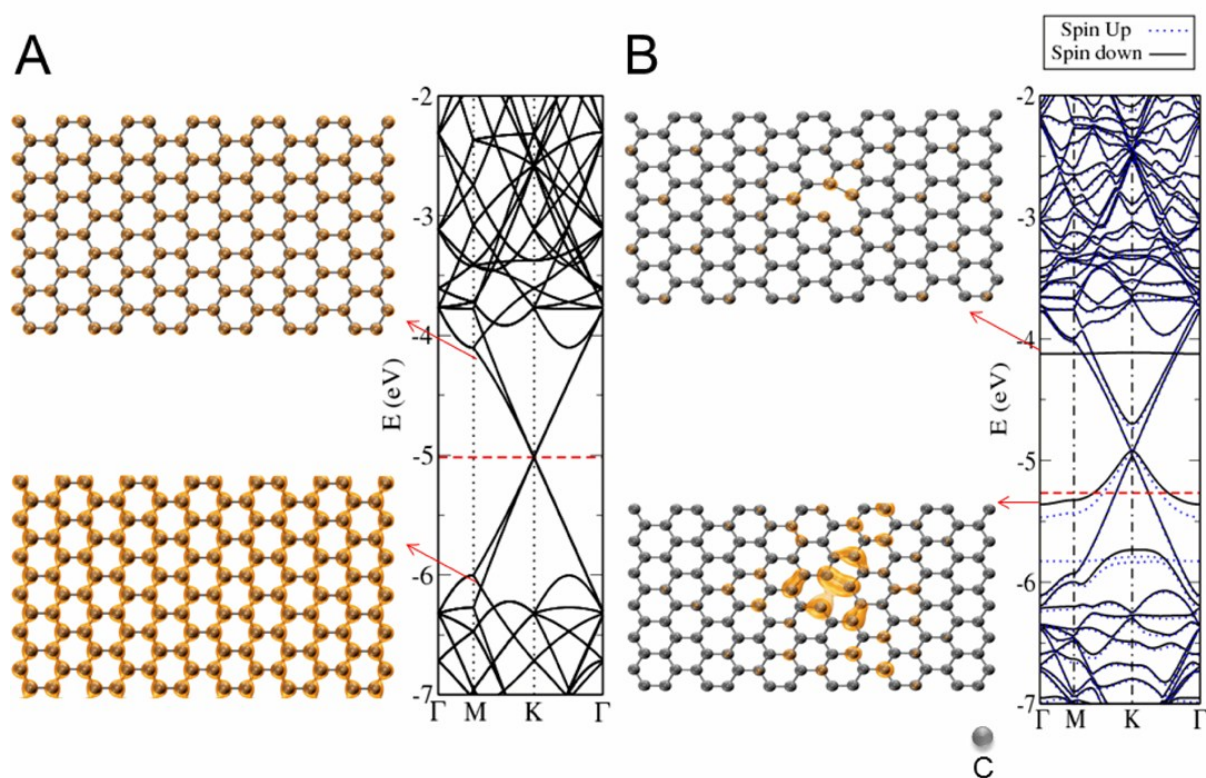 A
B
Spin Up
Spin down
-2
-3
-4
-5
-6
-7
E (eV)
Γ M K Γ
-2
-3
-4
-5
-6
-7
E (eV)
Γ M K Γ
C